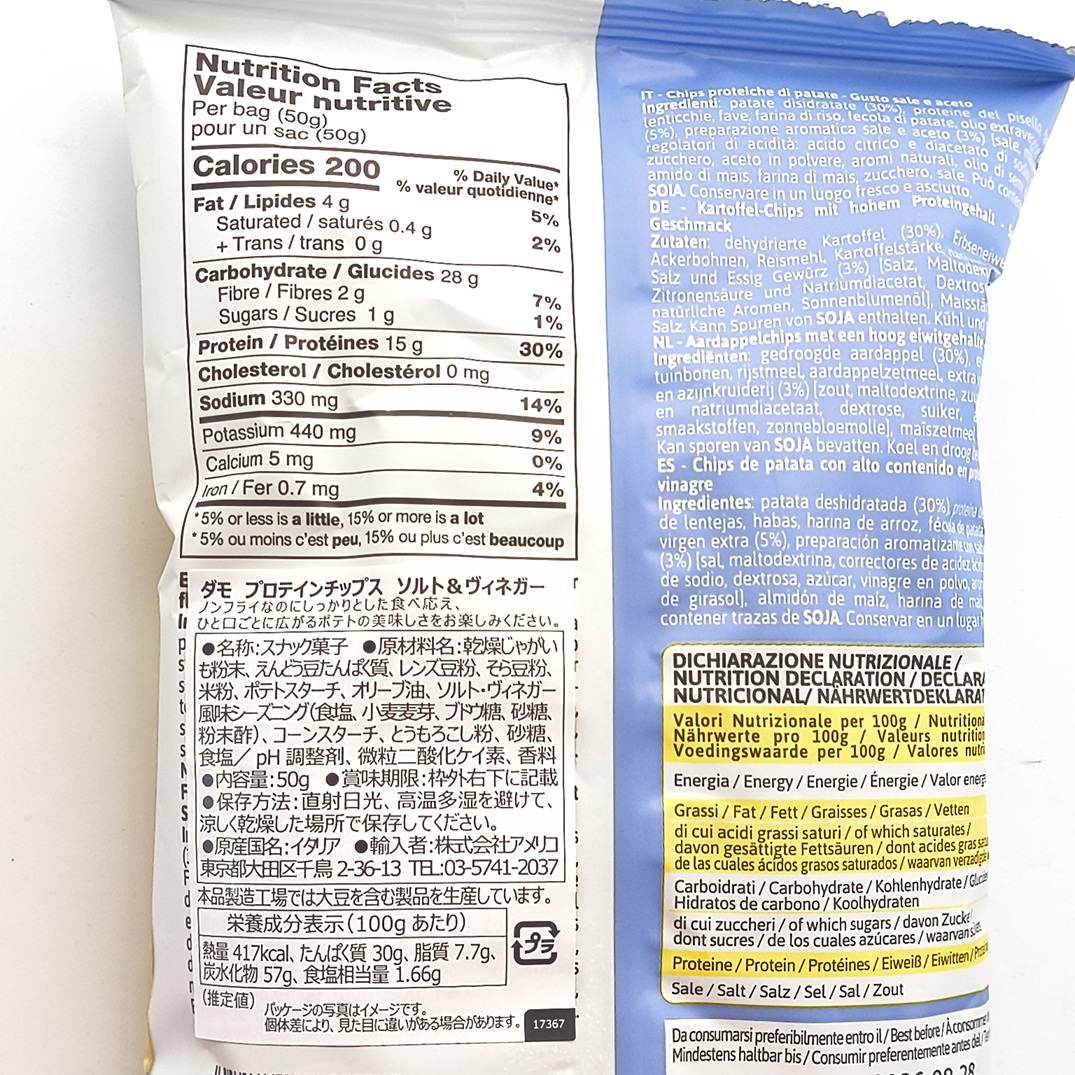 Nutrition Facts
Valeur nutritive
Per bag (50g)
pour un sac (50g)
Calories 200
% Daily Value*
% valeur quotidienne*
Fat / Lipides 4 g 5%
Saturated / saturés 0.4 g
+ Trans / trans 0 g 2%
Carbohydrate / Glucides 28 g
Fibre / Fibres 2 g 7%
Sugars / Sucres 1 g 1%
Protein / Protéines 15 g 30%
Cholesterol / Cholestérol 0 mg
Sodium 330 mg 14%
Potassium 440 mg 9%
Calcium 5 mg 0%
Iron / Fer 0.7 mg 4%
*5% or less is a little, 15% or more is a lot
*5% ou moins c'est peu, 15% ou plus c'est beaucoup
ダモ プロテインチップス ソルト&ヴィネガー
ノンフライなのにしっかりとした食べ応え、
ひと口ごとに広がるポテトの美味しさをお楽しみください。
●名称:スナック菓子 ●原材料名:乾燥じゃがい
も粉末、えんどう豆たんぱく質、レンズ豆粉、そら豆粉、
米粉、ポテトスターチ、オリーブ油、ソルト・ヴィネガー
風味シーズニング(食塩、小麦麦芽、ブドウ糖、砂糖、
粉末酢)、コーンスターチ、とうもろこし粉、砂糖、
食塩/ pH 調整剤、微粒二酸化ケイ素、香料
●内容量:50g ●賞味期限:枠外右下に記載
●保存方法:直射日光、高温多湿を避けて、
涼しく乾燥した場所で保存してください。
●原産国名:イタリア ●輸入者:株式会社アメリコ
東京都大田区千鳥 2-36-13 TEL:03-5741-2037
本品製造工場では大豆を含む製品を生産しています。
栄養成分表示(100g あたり)
熱量 417kcal、たんぱく質 30g、脂質 7.7g、
炭水化物 57g、食塩相当量 1.66g
(推定値)
プラ
パッケージの写真はイメージです。
個体差により、見た目に違いがある場合があります。
17367
IT - Chips proteiche di patate - Gusto sale e aceto
Ingredienti: patate disidratate (30%), proteine del pisello,
lenticchie, fave, farina di riso, fecola di patate, olio
(5%), preparazione aromatica sale e aceto (3%) [sale,
regolatori di acidità: acido citrico e diacetato di
zucchero, aceto in polvere, aromi naturali, olio di
amido di mais, farina di mais, zucchero, sale. Può
SOIA. Conservare in un luogo fresco e asciutto.
DE - Kartoffel-Chips mit hohem Proteingehalt -
Geschmack
Zutaten: dehydrierte Kartoffel (30%),
Ackerbohnen, Reismehl, Kartoffelstärke,
Salz und Essig Gewürz (3%) [Salz,
Zitronensäure und Natriumdiacetat,
natürliche Aromen, Sonnenblumenöl],
Salz. Kann Spuren von SOJA enthalten. Kühl und
NL - Aardappelchips met een hoog
Ingrediënten: gedroogde aardappel (30%),
tuinbonen, rijstmeel, aardappelzetmeel, extra
en azijnkruiderij (3%) [zout, maltodextrine,
en natriumdiacetaat, dextrose, suiker,
smaakstoffen, zonnebloemolie], maïszetmeel
Kan sporen van SOJA bevatten. Koel en droog
ES - Chips de patata con alto contenido en
vinagre
Ingredientes: patata deshidratada (30%)
de lentejas, habas, harina de arroz, fécula de
virgen extra (5%), preparación aromatizante
(3%) [sal, maltodextrina, correctores de acidez,
de sodio, dextrosa, azúcar, vinagre en polvo,
de girasol], almidón de maíz, harina de
contener trazas de SOJA. Conservar en un lugar
DICHIARAZIONE NUTRIZIONALE /
NUTRITION DECLARATION /
NUTRICIONAL/
Valori Nutrizionale per 100g /
Nährwerte pro 100g / Valeurs
Voedingswaarde per 100g / Valores
Energia / Energy / Energie / Énergie / Valor
Grassi / Fat / Fett / Graisses / Grasas / Vetten
di cui acidi grassi saturi / of which saturates /
davon gesättigte Fettsäuren / dont acides gras
de las cuales ácidos grasos saturados / waarvan
Carboidrati / Carbohydrate / Kohlenhydrate /
Hidratos de carbono / Koolhydraten
di cui zuccheri / of which sugars / davon
dont sucres / de los cuales azúcares / waarvan
Proteine / Protein / Protéines / Eiweiß / Eiwitten /
Sale / Salt / Salz / Sel / Sal / Zout
Da consumarsi preferibilmente entro il / Best before /
Mindestens haltbar bis / Consumir preferentemente antes del /